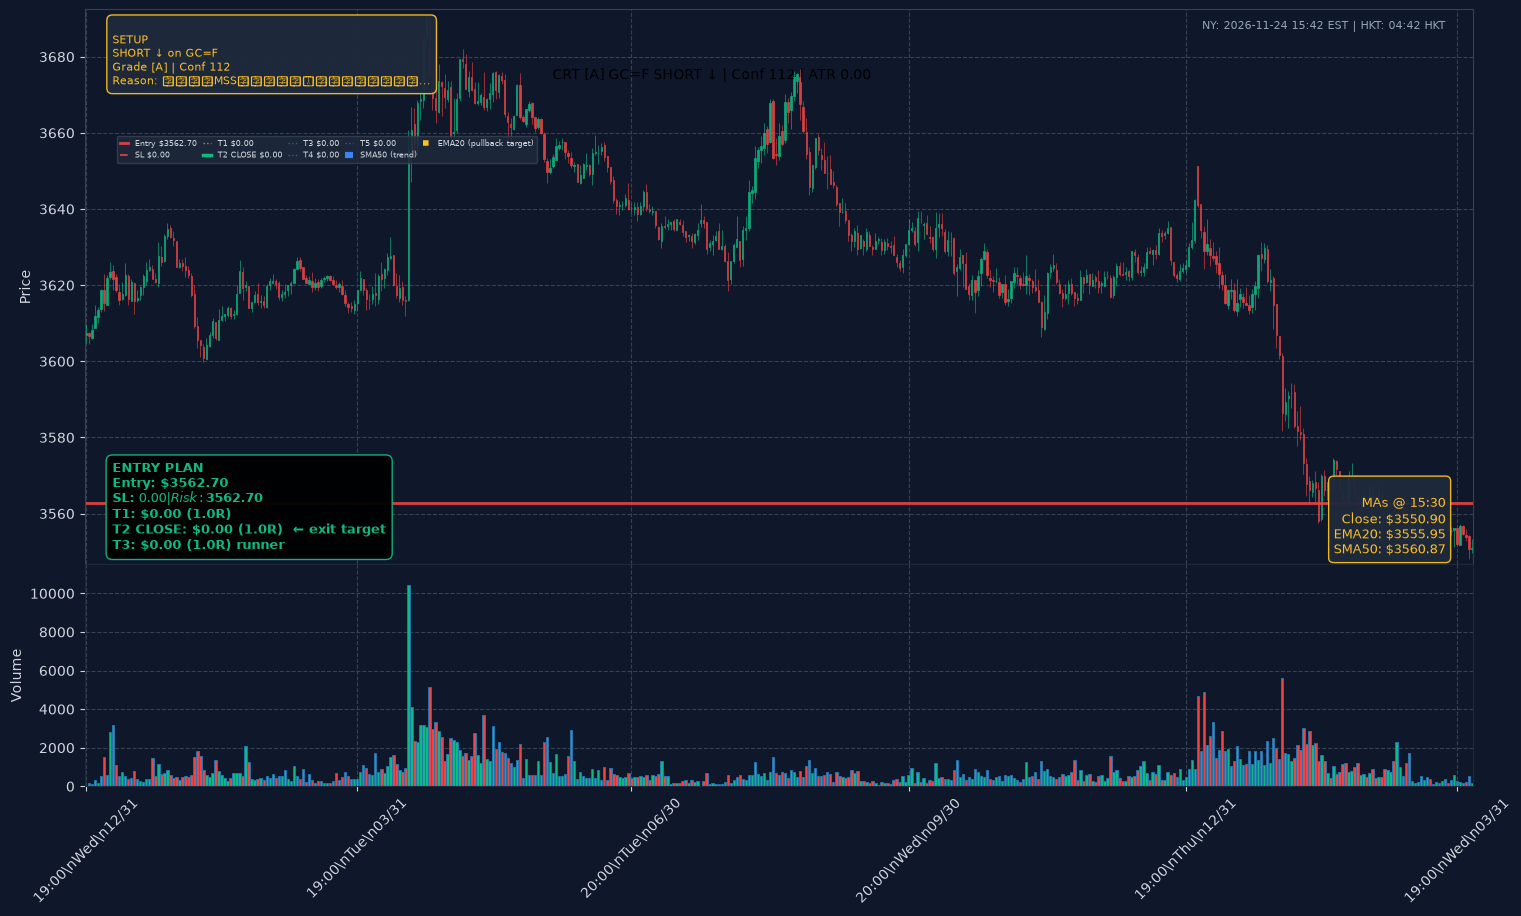 NY: 2026-11-24 15:42 EST | HKT: 04:42 HKT
SETUP
SHORT ↓ on GC=F
Grade [A] | Conf 112
Reason: MSS ...
CRT [A] GC=F SHORT ↓ | Conf 112 | ATR 0.00
Entry $3562.70
SL $0.00
T1 $0.00
T2 CLOSE $0.00
T3 $0.00
T4 $0.00
T5 $0.00
SMA50 (trend)
EMA20 (pullback target)
Price
3680
3660
3640
3620
3600
3580
3560
ENTRY PLAN
Entry: $3562.70
SL: 0.00|Risk:3562.70
T1: $0.00 (1.0R)
T2 CLOSE: $0.00 (1.0R) ← exit target
T3: $0.00 (1.0R) runner
MAs @ 15:30
Close: $3550.90
EMA20: $3555.95
SMA50: $3560.87
Volume
10000
8000
6000
4000
2000
0
19:00\nWed\n12/31
19:00\nTue\n03/31
20:00\nTue\n06/30
20:00\nWed\n09/30
19:00\nThu\n12/31
19:00\nWed\n03/31